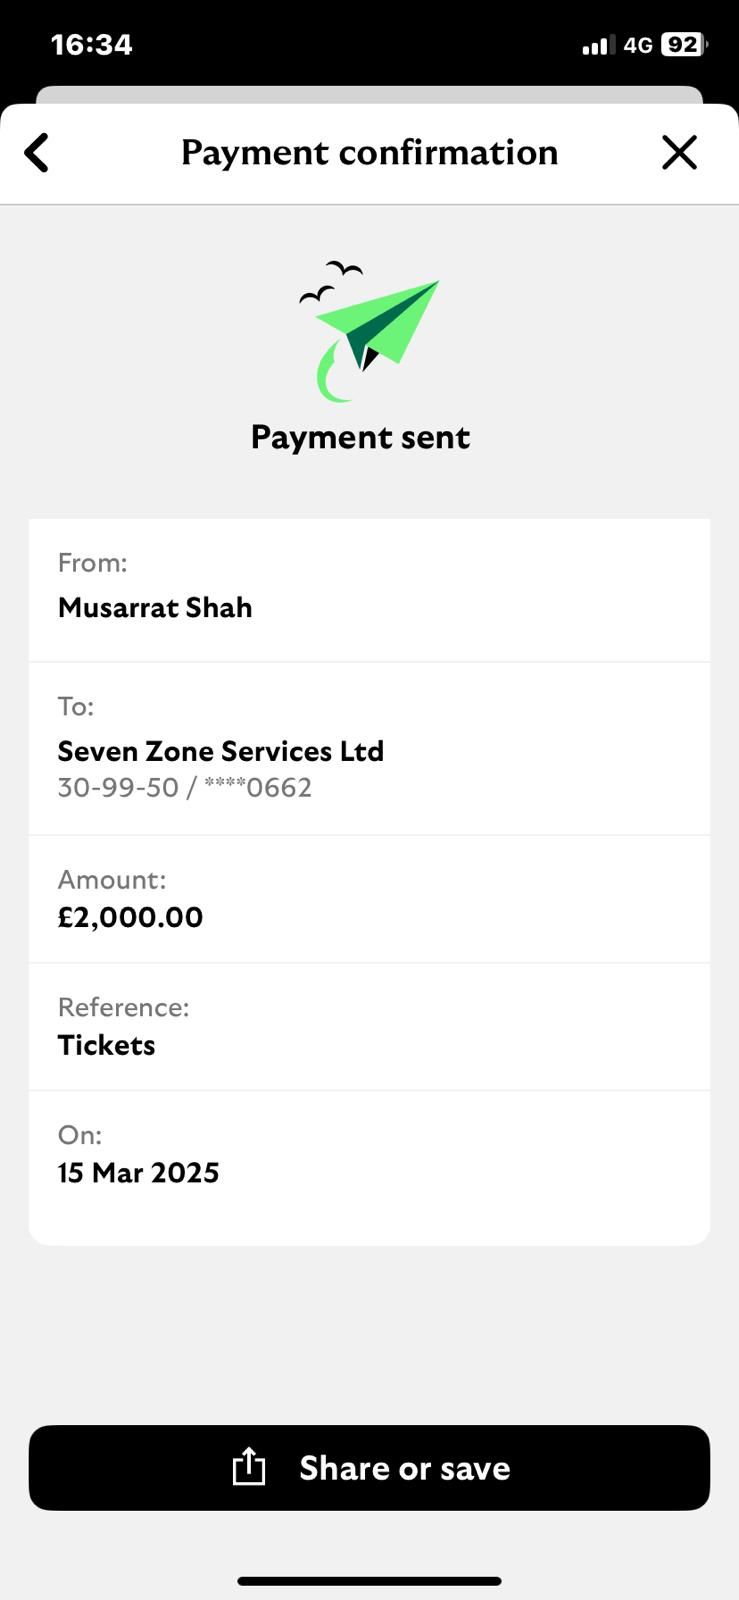 16:34
4G 92
Payment confirmation
Payment sent
From:
Musarrat Shah
To:
Seven Zone Services Ltd
30-99-50 / ****0662
Amount:
£2,000.00
Reference:
Tickets
On:
15 Mar 2025
Share or save